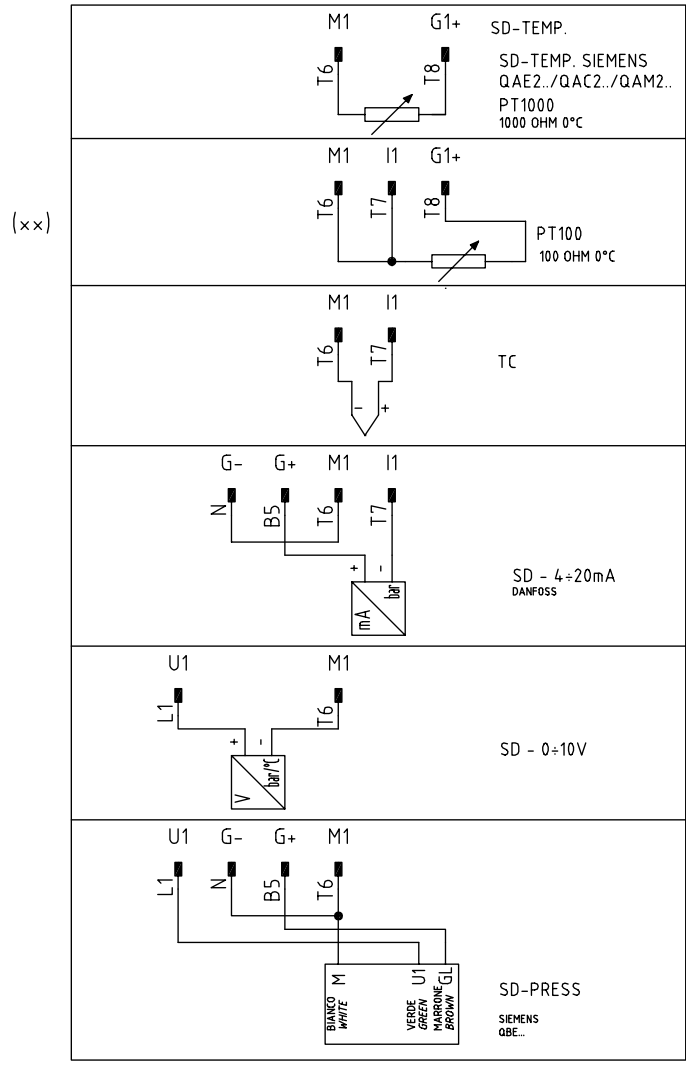 M1 G1+ SD-TEMP.
T6 T8 SD-TEMP. SIEMENS
QAE2../QAC2../QAM2..
PT1000
1000 OHM 0°C
(xx)
M1 I1 G1+
T6 T7 T8
PT100
100 OHM 0°C
M1 I1
T6 T7
TC
- +
G- G+ M1 I1
N B5 T6 T7
+ -
mA bar
SD - 4÷20mA
DANFOSS
U1 M1
L1 T6
+ -
V bar/°C
SD - 0÷10V
U1 G- G+ M1
L1 N B5 T6
M U1 GL
BIANCO
WHITE
VERDE
GREEN
MARRONE
BROWN
SD-PRESS
SIEMENS
QBE...